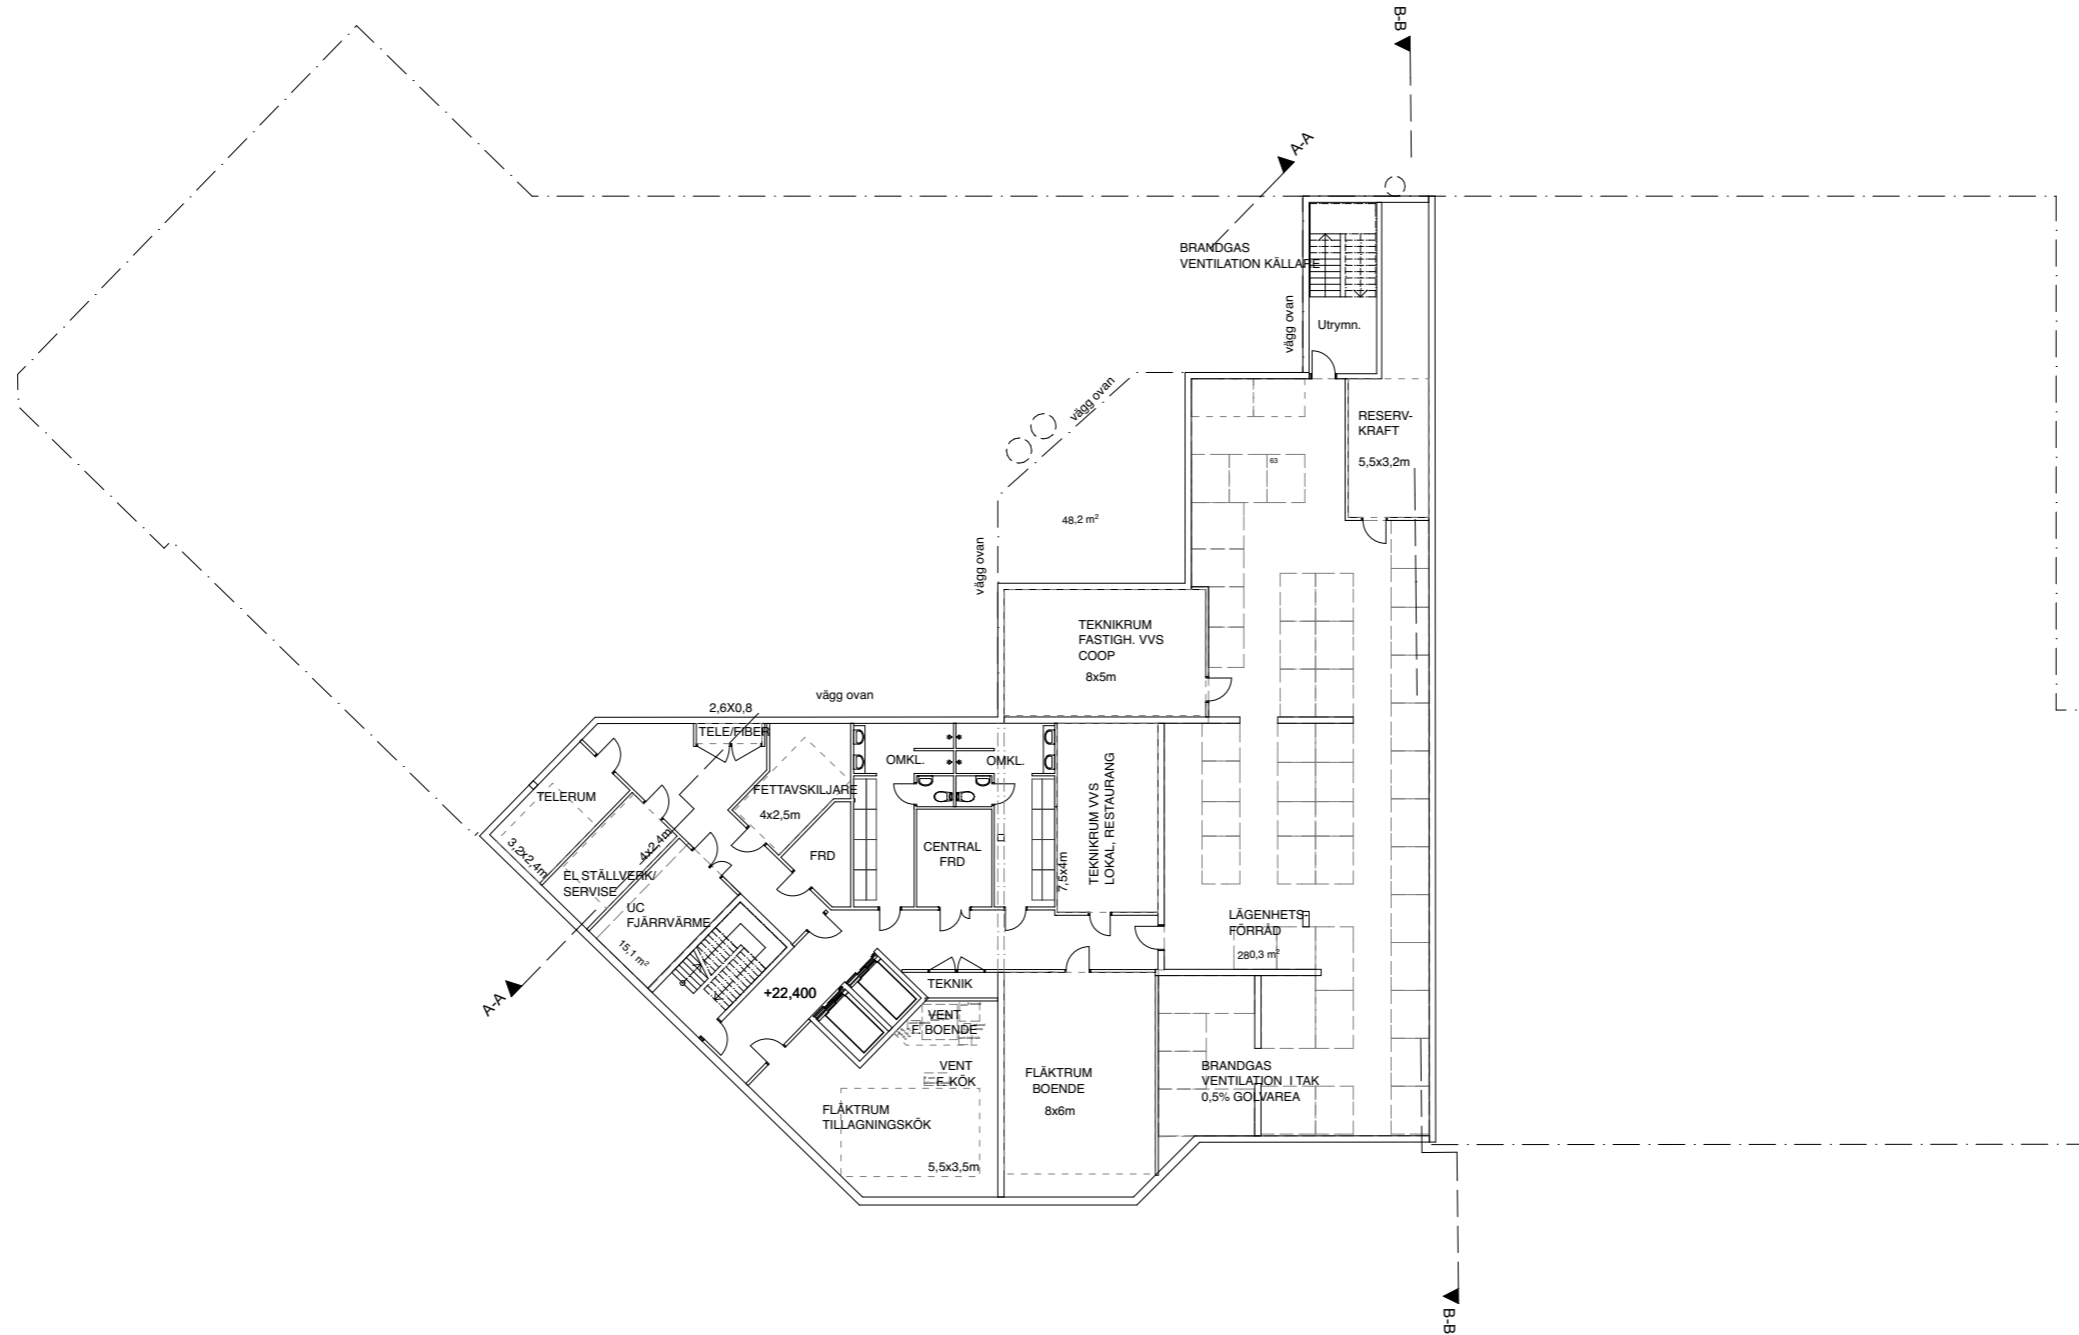 B-B
A-A
BRANDGAS
VENTILATION KÄLLARE
vägg ovan
Utrymn.
vägg ovan
RESERV-
KRAFT
5,5x3,2m
63
48,2 m²
vägg ovan
TEKNIKRUM
FASTIGH. VVS
COOP
8x5m
vägg ovan
2,6X0,8
TELE/FIBER
OMKL.
OMKL.
TELERUM
3,2x2,4m
FETTAVSKILJARE
4x2,5m
4x2,4m
FRD
CENTRAL
FRD
TEKNIKRUM VVS
LOKAL, RESTAURANG
7,5x4m
EL STÄLLVERK/
SERVISE
UC
FJÄRRVÄRME
15,1 m²
LÄGENHETS-
FÖRRÅD
280,3 m²
A-A
+22,400
TEKNIK
VENT
F. BOENDE
VENT
F. KÖK
FLÄKTRUM
TILLAGNINGSKÖK
5,5x3,5m
FLÄKTRUM
BOENDE
8x6m
BRANDGAS
VENTILATION I TAK
0,5% GOLVAREA
B-B